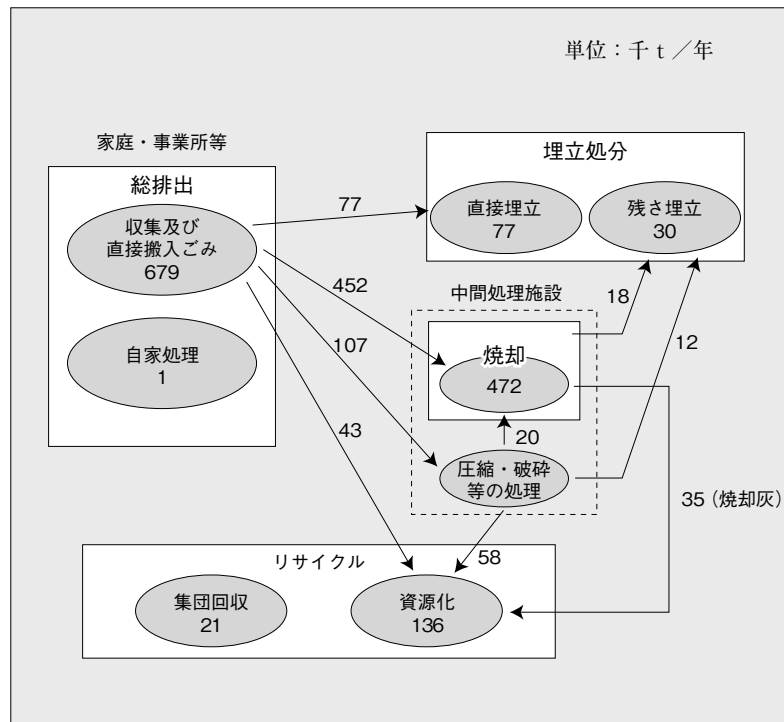 単位：千ｔ／年
家庭・事業所等
総排出
収集及び
直接搬入ごみ
679
自家処理
1
77
452
107
43
埋立処分
直接埋立
77
残さ埋立
30
中間処理施設
18
12
焼却
472
20
圧縮・破砕
等の処理
35（焼却灰）
58
リサイクル
集団回収
21
資源化
136